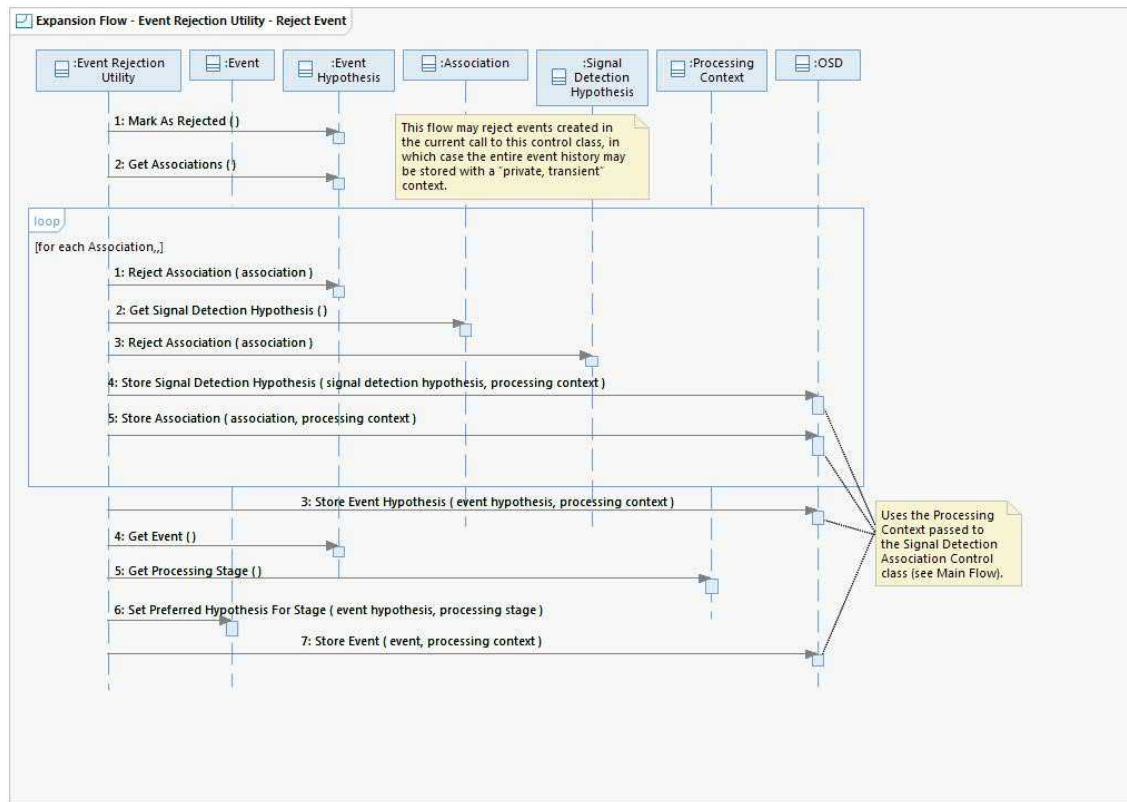 Expansion Flow - Event Rejection Utility - Reject Event
:Event Rejection
Utility
:Event
:Event
Hypothesis
:Association
:Signal
Detection
Hypothesis
:Processing
Context
:OSD
1: Mark As Rejected ( )
This flow may reject events created in
the current call to this control class, in
which case the entire event history may
be stored with a "private, transient"
context.
2: Get Associations ( )
loop
[for each Association,,]
1: Reject Association ( association )
2: Get Signal Detection Hypothesis ( )
3: Reject Association ( association )
4: Store Signal Detection Hypothesis ( signal detection hypothesis, processing context )
5: Store Association ( association, processing context )
3: Store Event Hypothesis ( event hypothesis, processing context )
Uses the Processing
Context passed to
the Signal Detection
Association Control
class (see Main Flow).
4: Get Event ( )
5: Get Processing Stage ( )
6: Set Preferred Hypothesis For Stage ( event hypothesis, processing stage )
7: Store Event ( event, processing context )